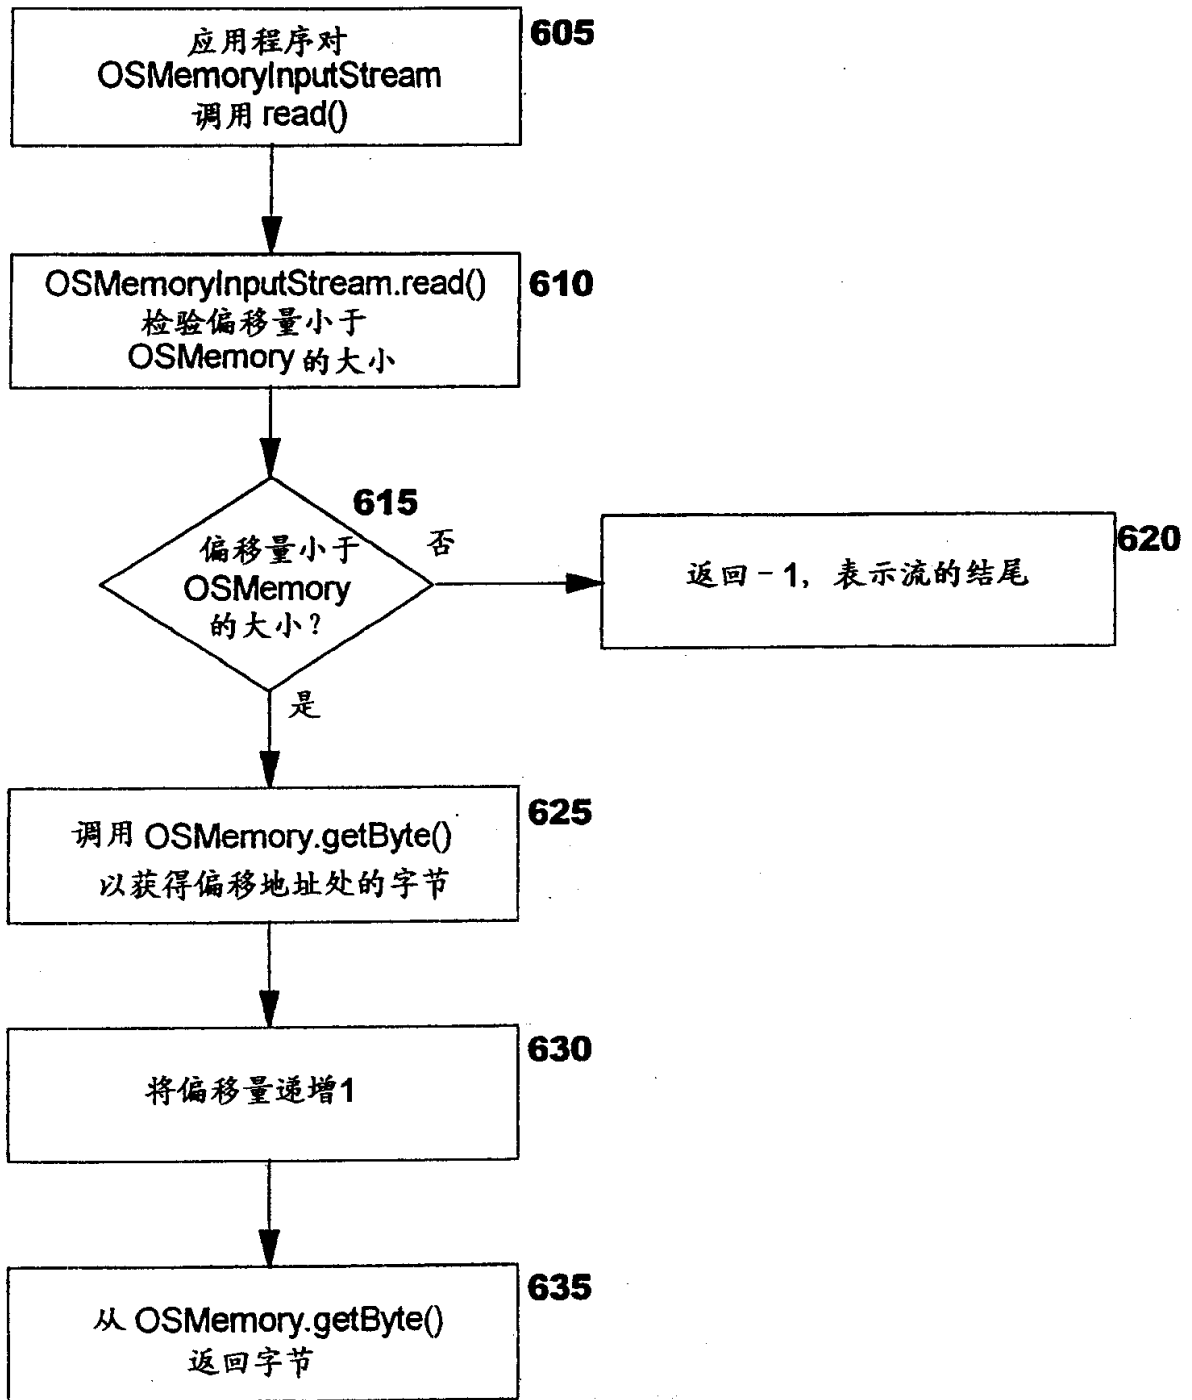 应用程序对
OSMemoryInputStream
调用 read()
605
OSMemoryInputStream.read()
检验偏移量小于
OSMemory 的大小
610
615
偏移量小于
OSMemory
的大小?
否
返回-1, 表示流的结尾
620
是
调用 OSMemory.getByte()
以获得偏移地址处的字节
625
将偏移量递增1
630
从 OSMemory.getByte()
返回字节
635